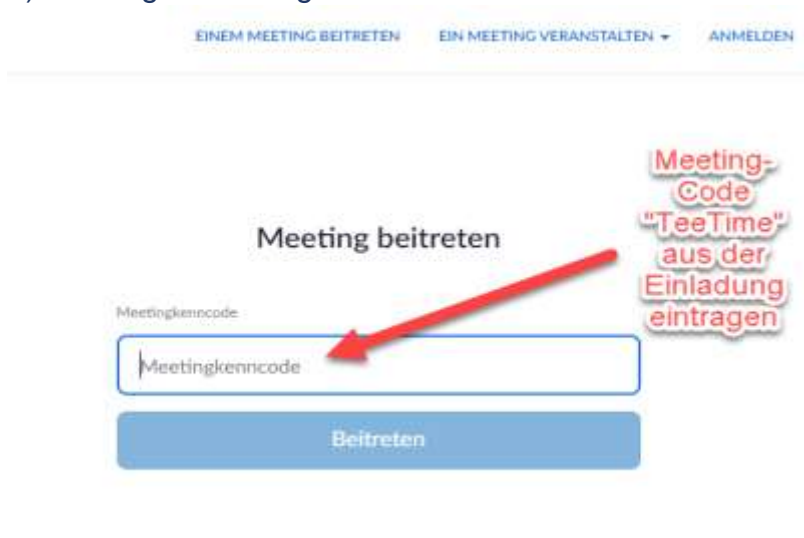 EINEM MEETING BEITRETEN EIN MEETING VERANSTALTEN ANMELDEN
Meeting-
Code
"TeeTime"
aus der
Einladung
eintragen
Meeting beitreten
Meetingkenncode
Meetingkenncode
Beitreten